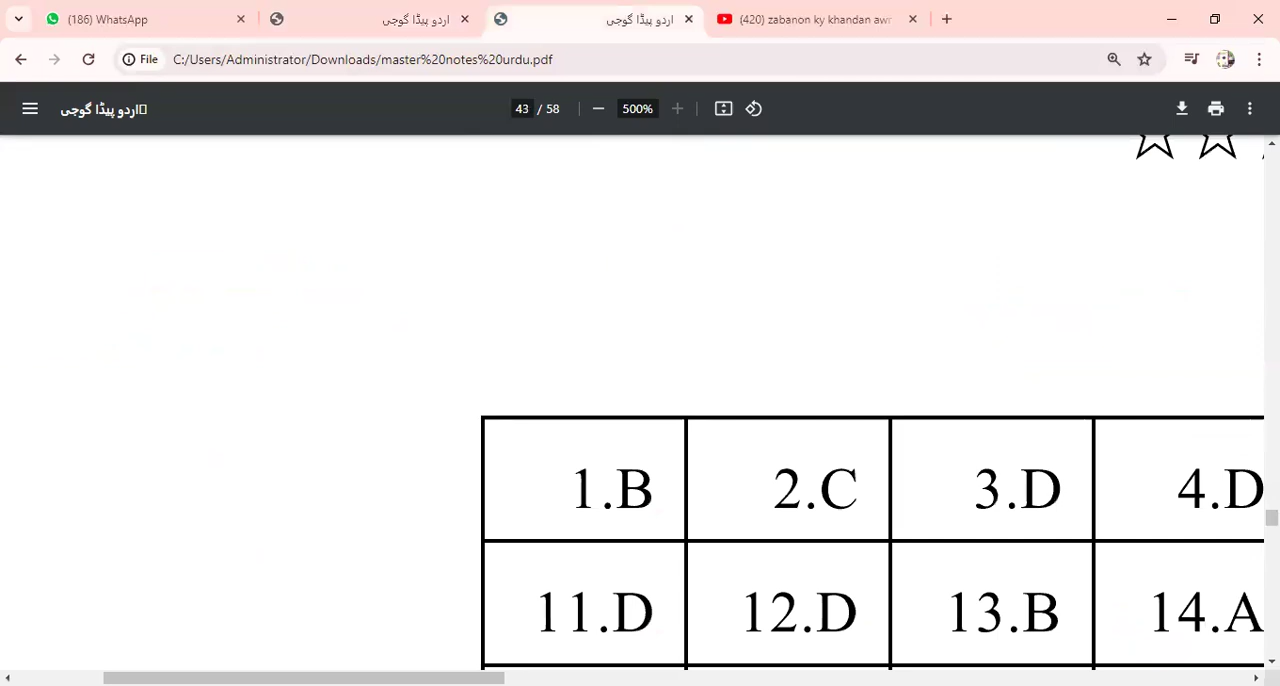 (186) WhatsApp
اردو پیڈا گوجی
اردو پیڈا گوجی
(420) zabanon ky khandan awr
File
C:/Users/Administrator/Downloads/master%20notes%20urdu.pdf
اردو پیڈا گوجی
43 / 58
500%
1.B 2.C 3.D 4.D
11.D 12.D 13.B 14.A